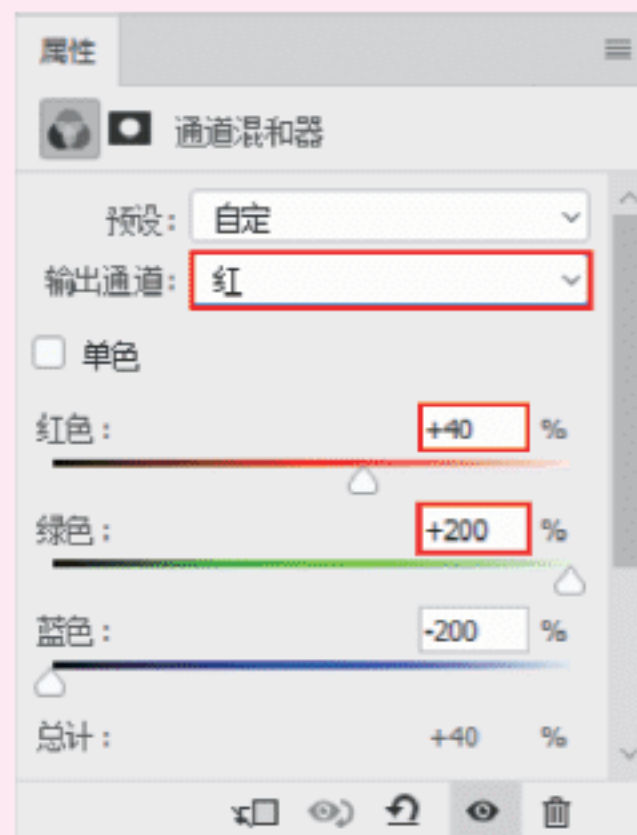 属性
通道混和器
预设： 自定
输出通道： 红
单色
红色： +40 %
绿色： +200 %
蓝色： -200 %
总计： +40 %